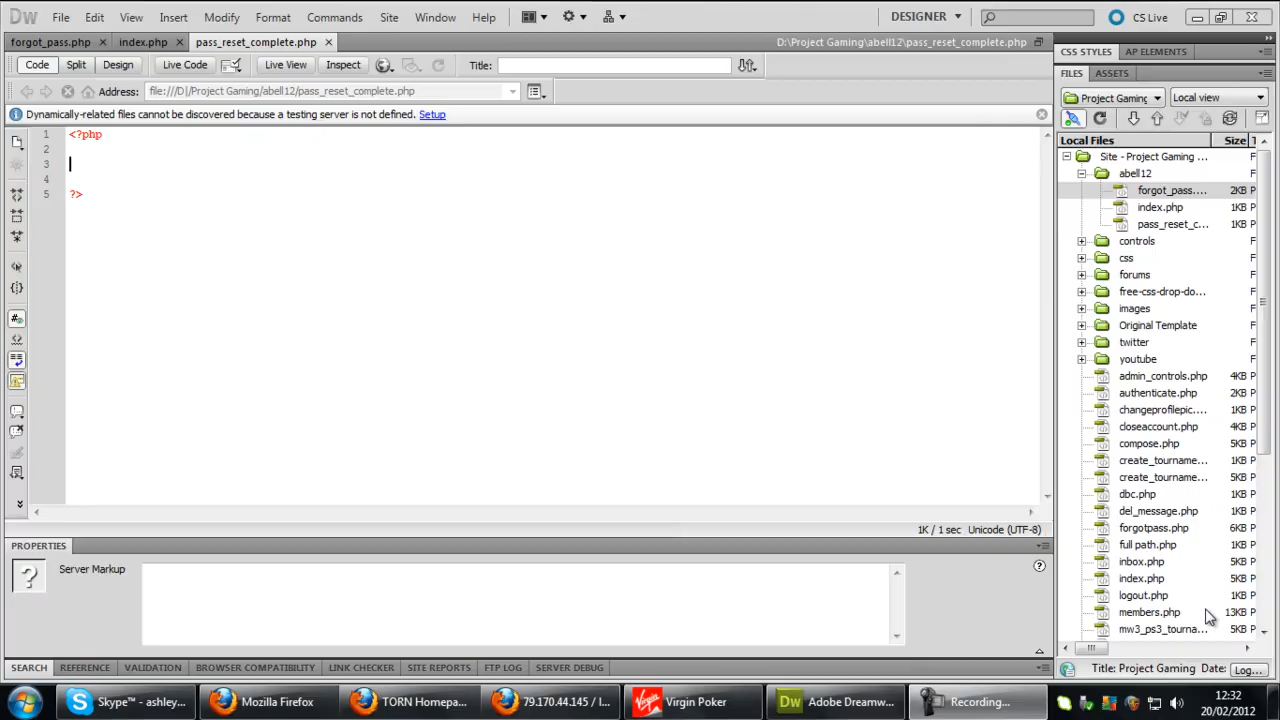 Dw File Edit View Insert Modify Format Commands Site Window Help DESIGNER CS Live
forgot_pass.php index.php pass_reset_complete.php D:\Project Gaming\abell12\pass_reset_complete.php
Code Split Design Live Code Live View Inspect Title:
Address: file:///D|/Project Gaming/abell12/pass_reset_complete.php
Dynamically-related files cannot be discovered because a testing server is not defined. Setup
1 <?php
2
3
4
5 ?>
1K / 1 sec Unicode (UTF-8)
PROPERTIES
? Server Markup
SEARCH REFERENCE VALIDATION BROWSER COMPATIBILITY LINK CHECKER SITE REPORTS FTP LOG SERVER DEBUG
CSS STYLES AP ELEMENTS
FILES ASSETS
Project Gaming Local view
Local Files Size T
Site - Project Gaming ... F
abell12 F
forgot_pass.... 2KB P
index.php 1KB P
pass_reset_c... 1KB P
controls F
css F
forums F
free-css-drop-do... F
images F
Original Template F
twitter F
youtube F
admin_controls.php 4KB P
authenticate.php 2KB P
changeprofilepic.... 1KB P
closeaccount.php 4KB P
compose.php 5KB P
create_tourname... 1KB P
create_tourname... 5KB P
dbc.php 1KB P
del_message.php 1KB P
forgotpass.php 6KB P
full path.php 1KB P
inbox.php 5KB P
index.php 5KB P
logout.php 1KB P
members.php 13KB P
mw3_ps3_tourna... 5KB P
Title: Project Gaming Date: Log...
Skype™ - ashley... Mozilla Firefox TORN Homepa... 79.170.44.145 / l... Virgin Poker Adobe Dreamw... Recording... 12:32
20/02/2012